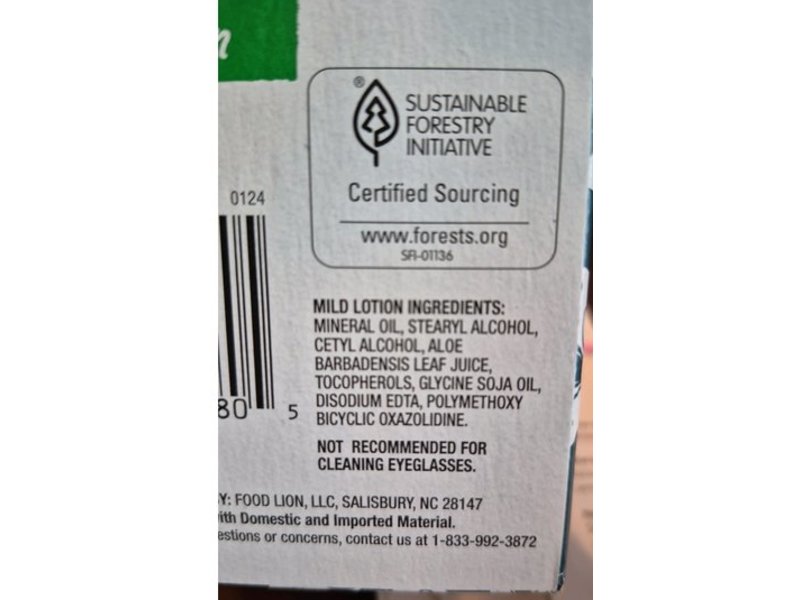 ®
SUSTAINABLE
FORESTRY
INITIATIVE
Certified Sourcing
www.forests.org
SFI-01136
0124
80 5
MILD LOTION INGREDIENTS:
MINERAL OIL, STEARYL ALCOHOL,
CETYL ALCOHOL, ALOE
BARBADENSIS LEAF JUICE,
TOCOPHEROLS, GLYCINE SOJA OIL,
DISODIUM EDTA, POLYMETHOXY
BICYCLIC OXAZOLIDINE.
NOT RECOMMENDED FOR
CLEANING EYEGLASSES.
Y: FOOD LION, LLC, SALISBURY, NC 28147
ith Domestic and Imported Material.
estions or concerns, contact us at 1-833-992-3872